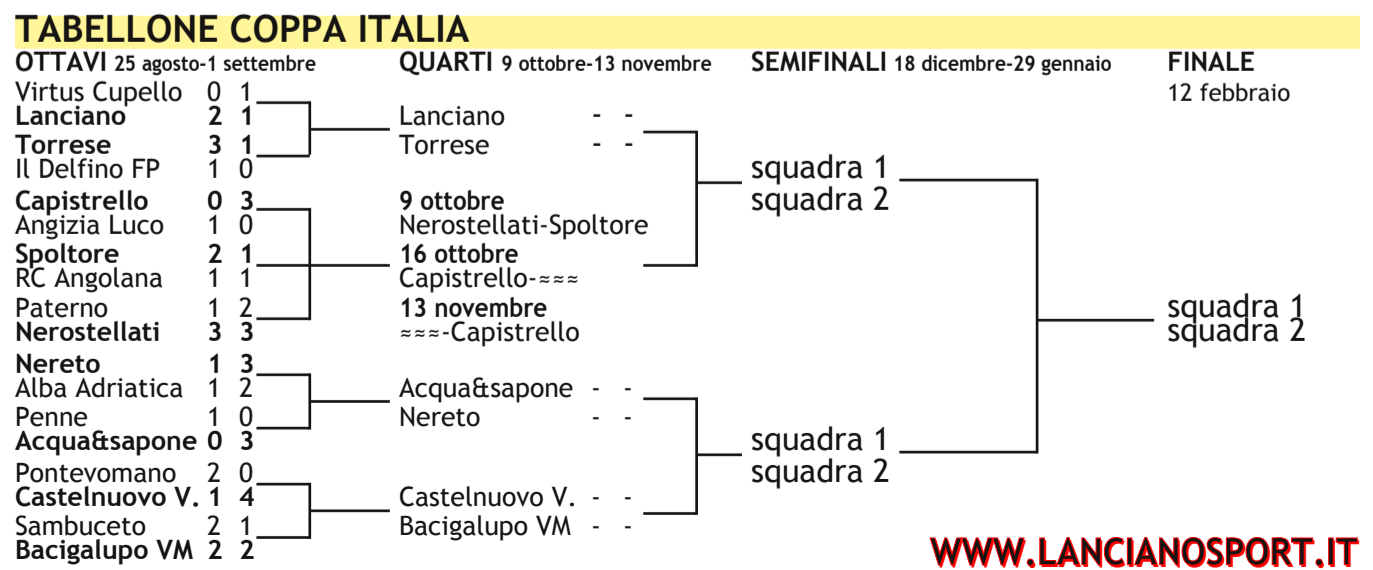 TABELLONE COPPA ITALIA
OTTAVI 25 agosto-1 settembre
Virtus Cupello 0 1
Lanciano 2 1
Torrese 3 1
Il Delfino FP 1 0
Capistrello 0 3
Angizia Luco 1 0
Spoltore 2 1
RC Angolana 1 1
Paterno 1 2
Nerostellati 3 3
Nereto 1 3
Alba Adriatica 1 2
Penne 1 0
Acqua&sapone 0 3
Pontevomano 2 0
Castelnuovo V. 1 4
Sambuceto 2 1
Bacigalupo VM 2 2
QUARTI 9 ottobre-13 novembre
Lanciano - -
Torrese - -
9 ottobre
Nerostellati-Spoltore
16 ottobre
Capistrello-≈≈≈
13 novembre
≈≈≈-Capistrello
Acqua&sapone - -
Nereto - -
Castelnuovo V. - -
Bacigalupo VM - -
SEMIFINALI 18 dicembre-29 gennaio
squadra 1
squadra 2
squadra 1
squadra 2
FINALE
12 febbraio
squadra 1
squadra 2
WWW.LANCIANOSPORT.IT